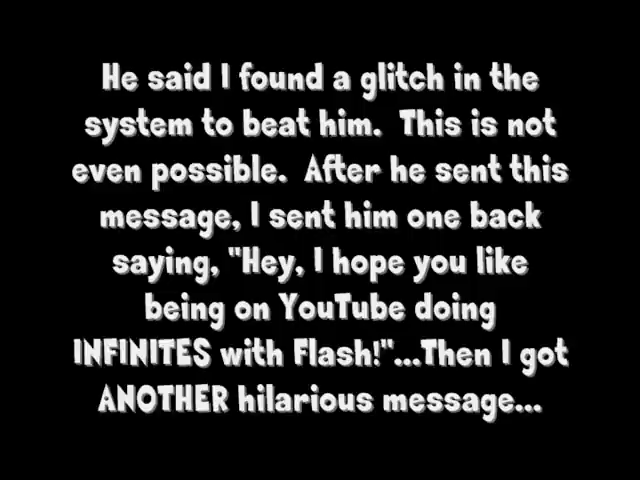 He said I found a glitch in the
system to beat him.  This is not
even possible.  After he sent this
message, I sent him one back
saying, "Hey, I hope you like
being on YouTube doing
INFINITES with Flash!"...Then I got
ANOTHER hilarious message...